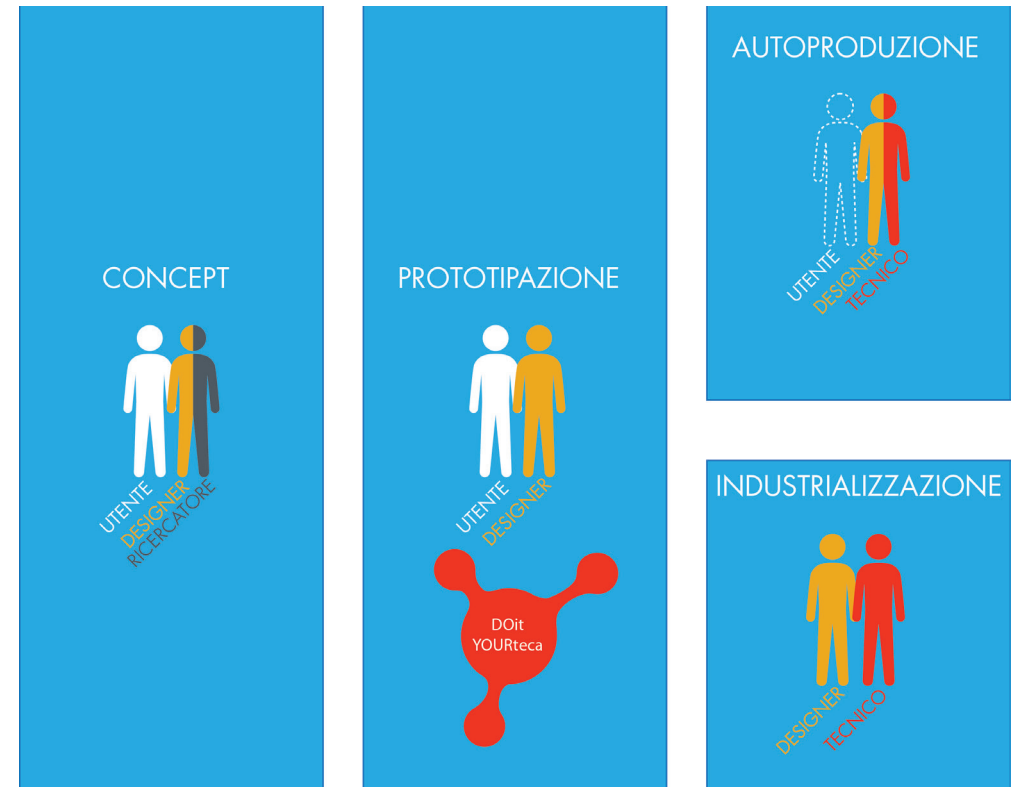 CONCEPT
UTENTE
DESIGNER
RICERCATORE
PROTOTIPAZIONE
UTENTE
DESIGNER
DOit
YOURteca
AUTOPRODUZIONE
UTENTE
DESIGNER
TECNICO
INDUSTRIALIZZAZIONE
DESIGNER
TECNICO